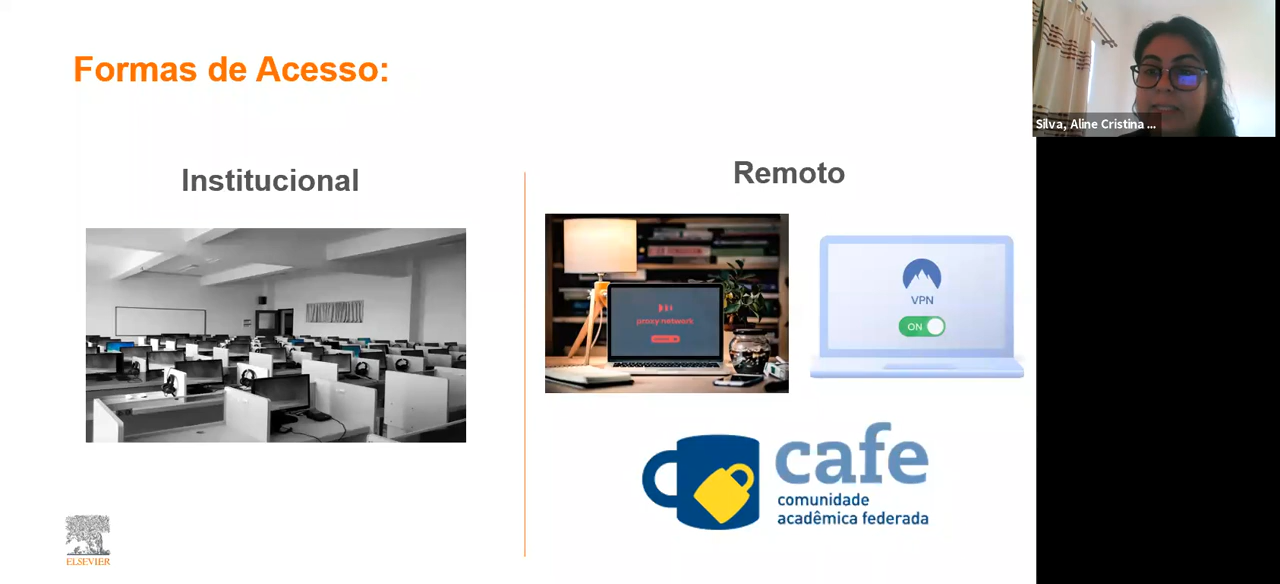 Formas de Acesso:
Silva, Aline Cristina ...
Institucional
Remoto
proxy network
VPN
ON
cafe
comunidade
acadêmica federada
ELSEVIER